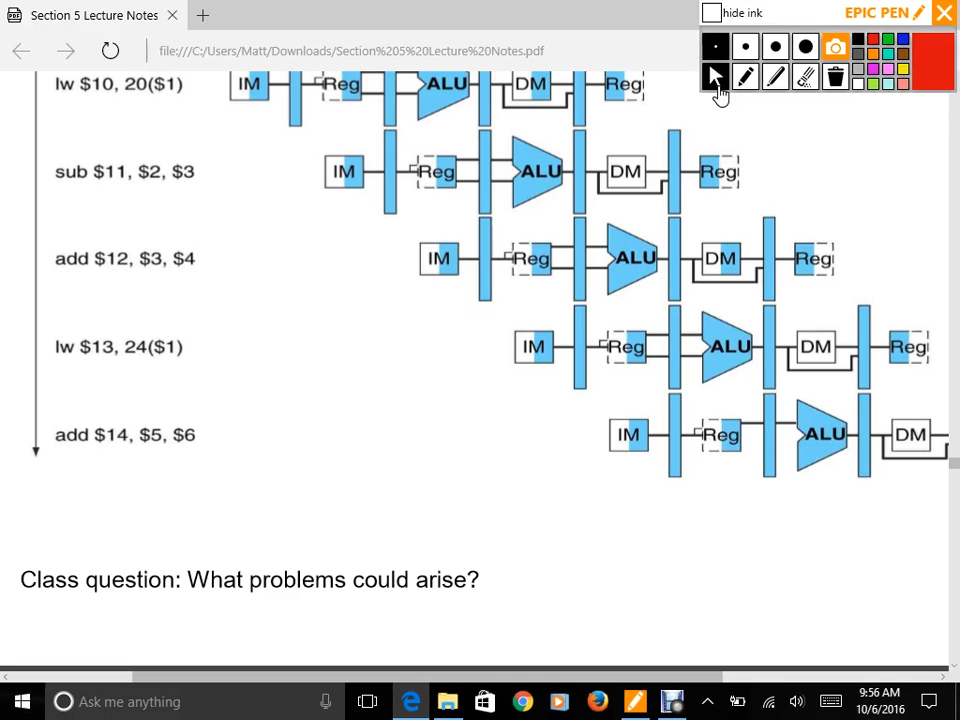 Section 5 Lecture Notes
hide ink
EPIC PEN
file:///C:/Users/Matt/Downloads/Section%205%20Lecture%20Notes.pdf
lw $10, 20($1) IM Reg ALU DM Reg
sub $11, $2, $3 IM Reg ALU DM Reg
add $12, $3, $4 IM Reg ALU DM Reg
lw $13, 24($1) IM Reg ALU DM Reg
add $14, $5, $6 IM Reg ALU DM
Class question: What problems could arise?
Ask me anything
9:56 AM
10/6/2016